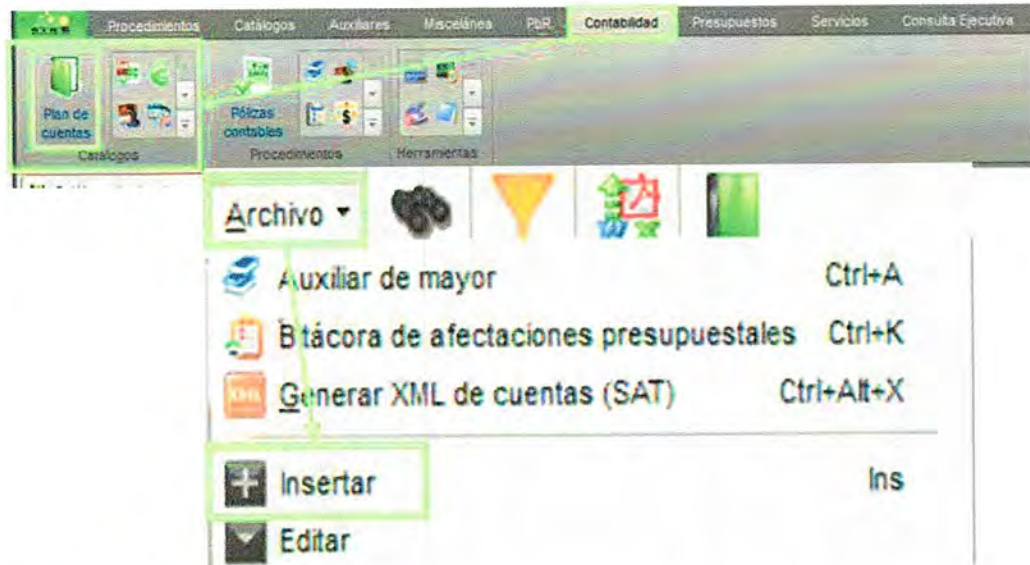 Procedimientos Catálogos Auxiliares Miscelánea PbR Contabilidad Presupuestos Servicios Consulta Ejecutiva
Plan de cuentas
Pólizas contables
Catálogos Procedimientos Herramientas
Archivo
Auxiliar de mayor Ctrl+A
Bitácora de afectaciones presupuestales Ctrl+K
XML Generar XML de cuentas (SAT) Ctrl+Alt+X
Insertar Ins
Editar